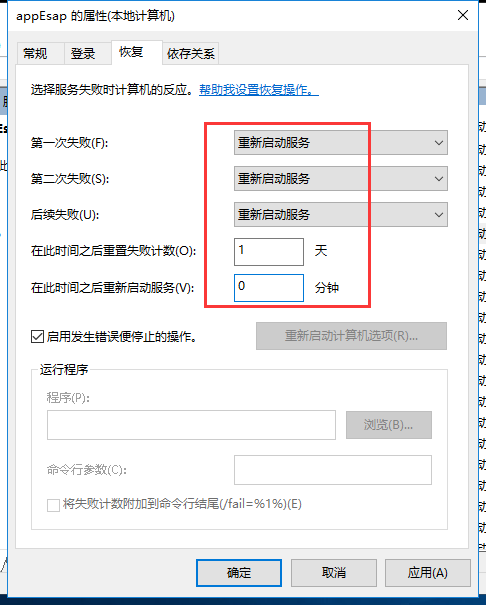 appEsap 的属性(本地计算机)
常规 登录 恢复 依存关系
选择服务失败时计算机的反应。帮助我设置恢复操作。
第一次失败(F): 重新启动服务
第二次失败(S): 重新启动服务
后续失败(U): 重新启动服务
在此时间之后重置失败计数(O): 1 天
在此时间之后重新启动服务(V): 0 分钟
启用发生错误便停止的操作。 重新启动计算机选项(R)...
运行程序
程序(P):
浏览(B)...
命令行参数(C):
将失败计数附加到命令行结尾(/fail=%1%)(E)
确定 取消 应用(A)